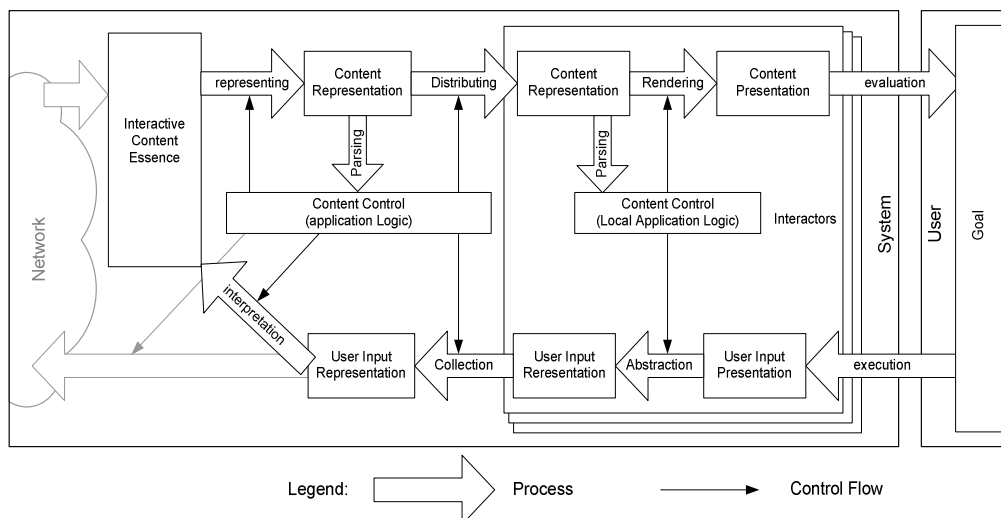 Network
Interactive
Content
Essence
representing
Content
Representation
Distributing
Content
Representation
Rendering
Content
Presentation
evaluation
Parsing
Parsing
Content Control
(application Logic)
Content Control
(Local Application Logic)
Interactors
System
User
Goal
interpretation
User Input
Representation
Collection
User Input
Reresentation
Abstraction
User Input
Presentation
execution
Legend:
Process
Control Flow